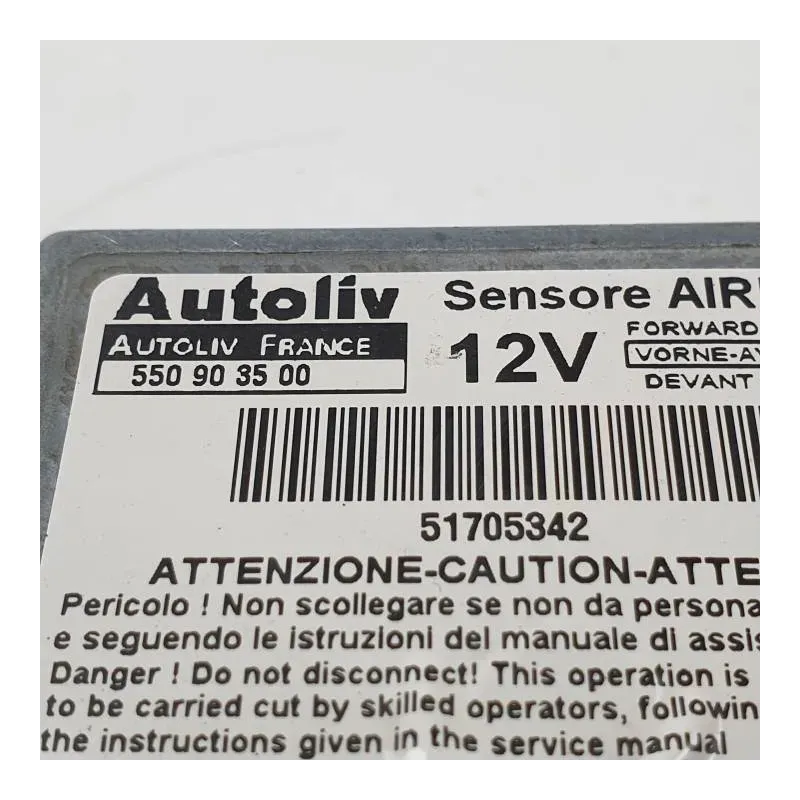 Autoliv Sensore AIR
AUTOLIV FRANCE
550 90 35 00
12V
FORWARD
VORNE-AV
DEVANT
51705342
ATTENZIONE-CAUTION-ATTE
Pericolo ! Non scollegare se non da persona
e seguendo le istruzioni del manuale di assis
Danger ! Do not disconnect! This operation is
to be carried cut by skilled operators, followin
the instructions given in the service manual